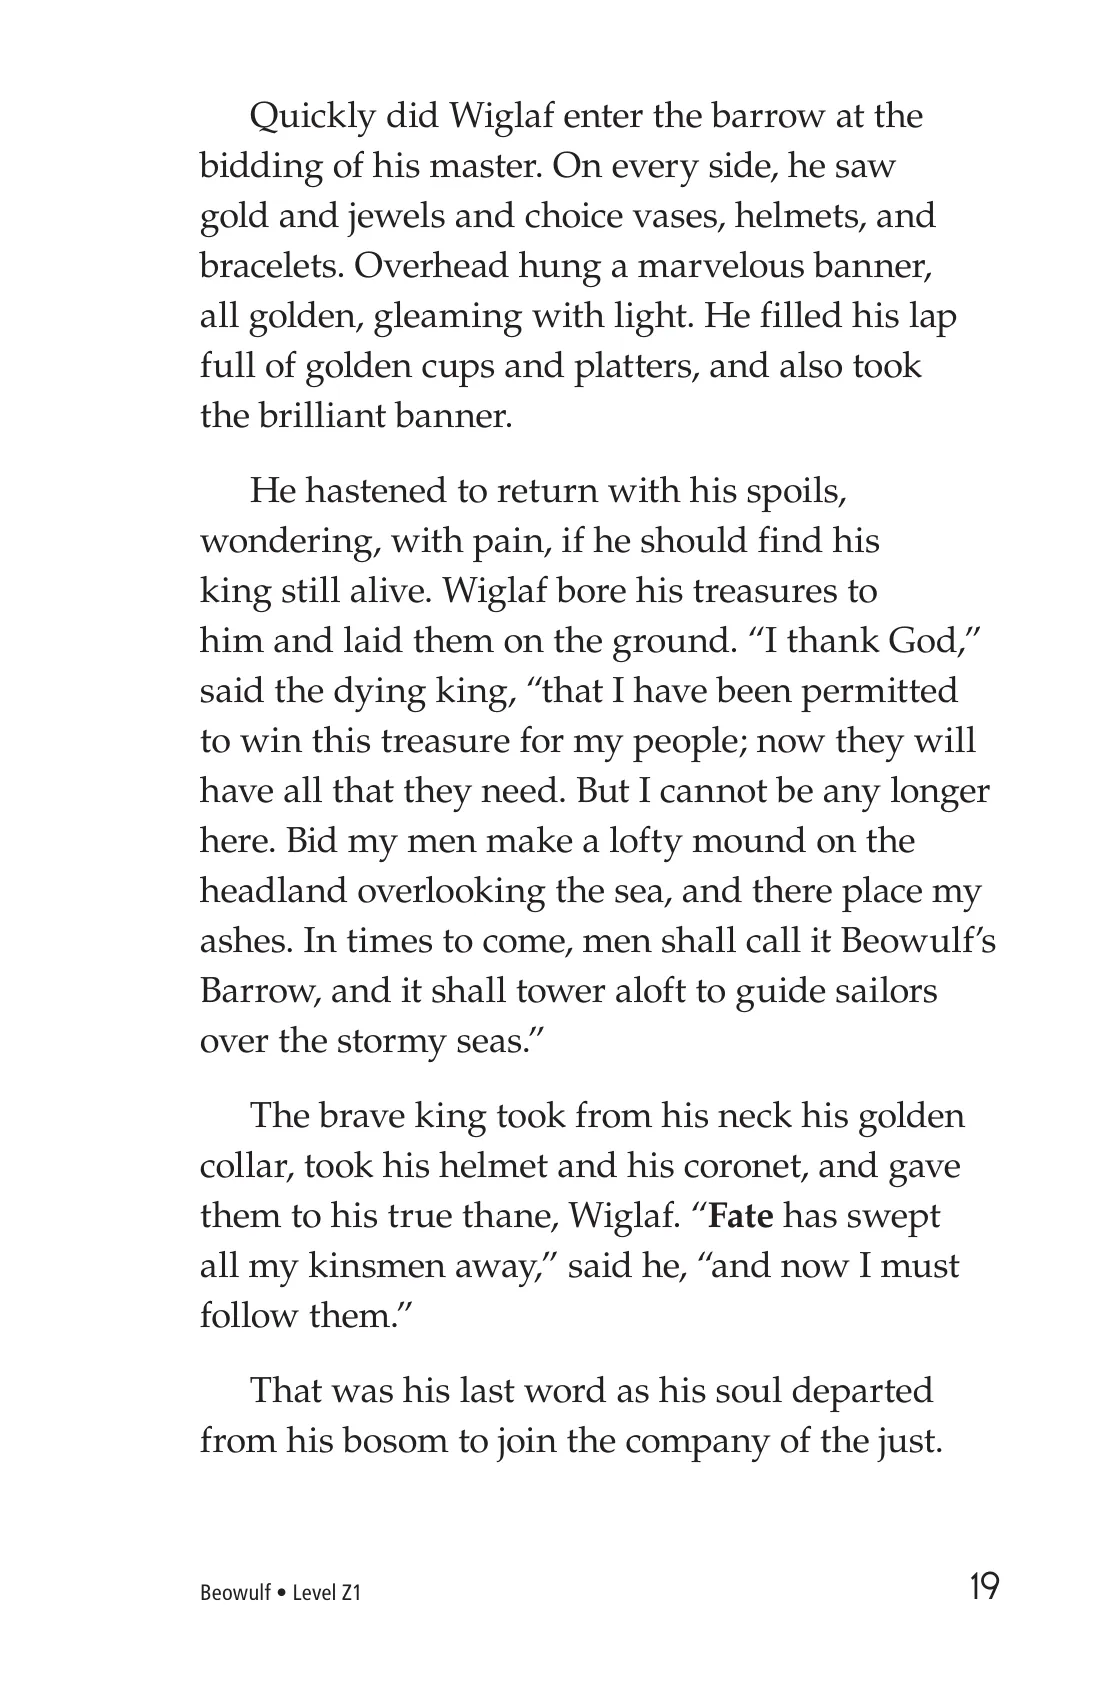 Quickly did Wiglaf enter the barrow at the
bidding of his master. On every side, he saw
gold and jewels and choice vases, helmets, and
bracelets. Overhead hung a marvelous banner,
all golden, gleaming with light. He filled his lap
full of golden cups and platters, and also took
the brilliant banner.
He hastened to return with his spoils,
wondering, with pain, if he should find his
king still alive. Wiglaf bore his treasures to
him and laid them on the ground. “I thank God,”
said the dying king, “that I have been permitted
to win this treasure for my people; now they will
have all that they need. But I cannot be any longer
here. Bid my men make a lofty mound on the
headland overlooking the sea, and there place my
ashes. In times to come, men shall call it Beowulf’s
Barrow, and it shall tower aloft to guide sailors
over the stormy seas.”
The brave king took from his neck his golden
collar, took his helmet and his coronet, and gave
them to his true thane, Wiglaf. “Fate has swept
all my kinsmen away,” said he, “and now I must
follow them.”
That was his last word as his soul departed
from his bosom to join the company of the just.
Beowulf • Level Z1
19